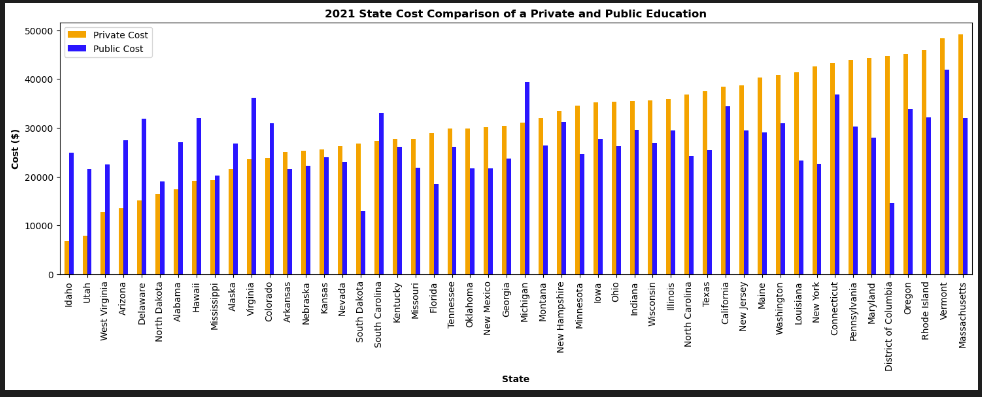 2021 State Cost Comparison of a Private and Public Education
Private Cost
Public Cost
50000
40000
30000
20000
10000
0
Cost ($)
Idaho
Utah
West Virginia
Arizona
Delaware
North Dakota
Alabama
Hawaii
Mississippi
Alaska
Virginia
Colorado
Arkansas
Nebraska
Kansas
Nevada
South Dakota
South Carolina
Kentucky
Missouri
Florida
Tennessee
Oklahoma
New Mexico
Georgia
Michigan
Montana
New Hampshire
Minnesota
Iowa
Ohio
Indiana
Wisconsin
Illinois
North Carolina
Texas
California
New Jersey
Maine
Washington
Louisiana
New York
Connecticut
Pennsylvania
Maryland
District of Columbia
Oregon
Rhode Island
Vermont
Massachusetts
State